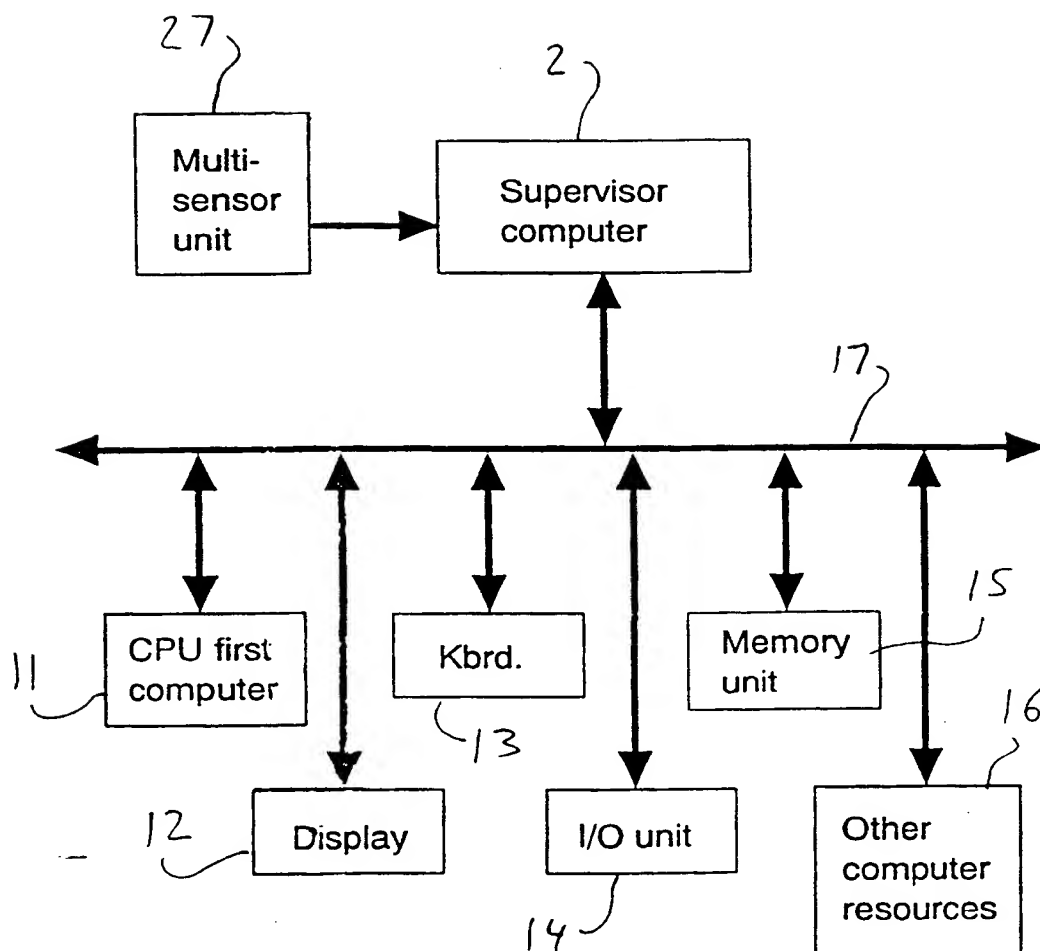 27
2
Multi-
sensor
unit
Supervisor
computer
17
15
CPU first
computer
11
Kbrd.
13
Memory
unit
16
12
Display
I/O unit
14
Other
computer
resources